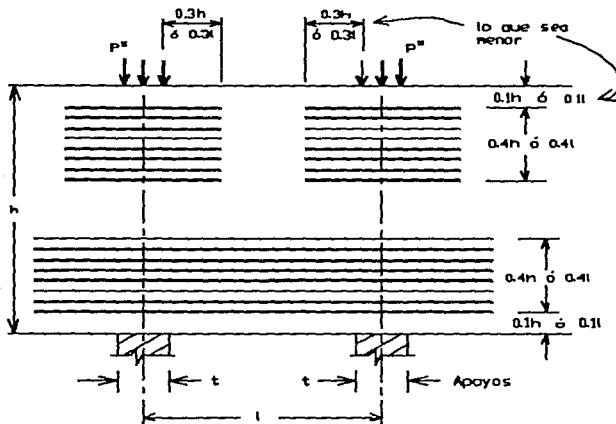 0.3h
ó 0.3l
0.3h
ó 0.3l
lo que sea
menor
P"
P"
0.1h ó 0.1l
0.4h ó 0.4l
h
0.4h ó 0.4l
0.1h ó 0.1l
t
t
Apoyos
l